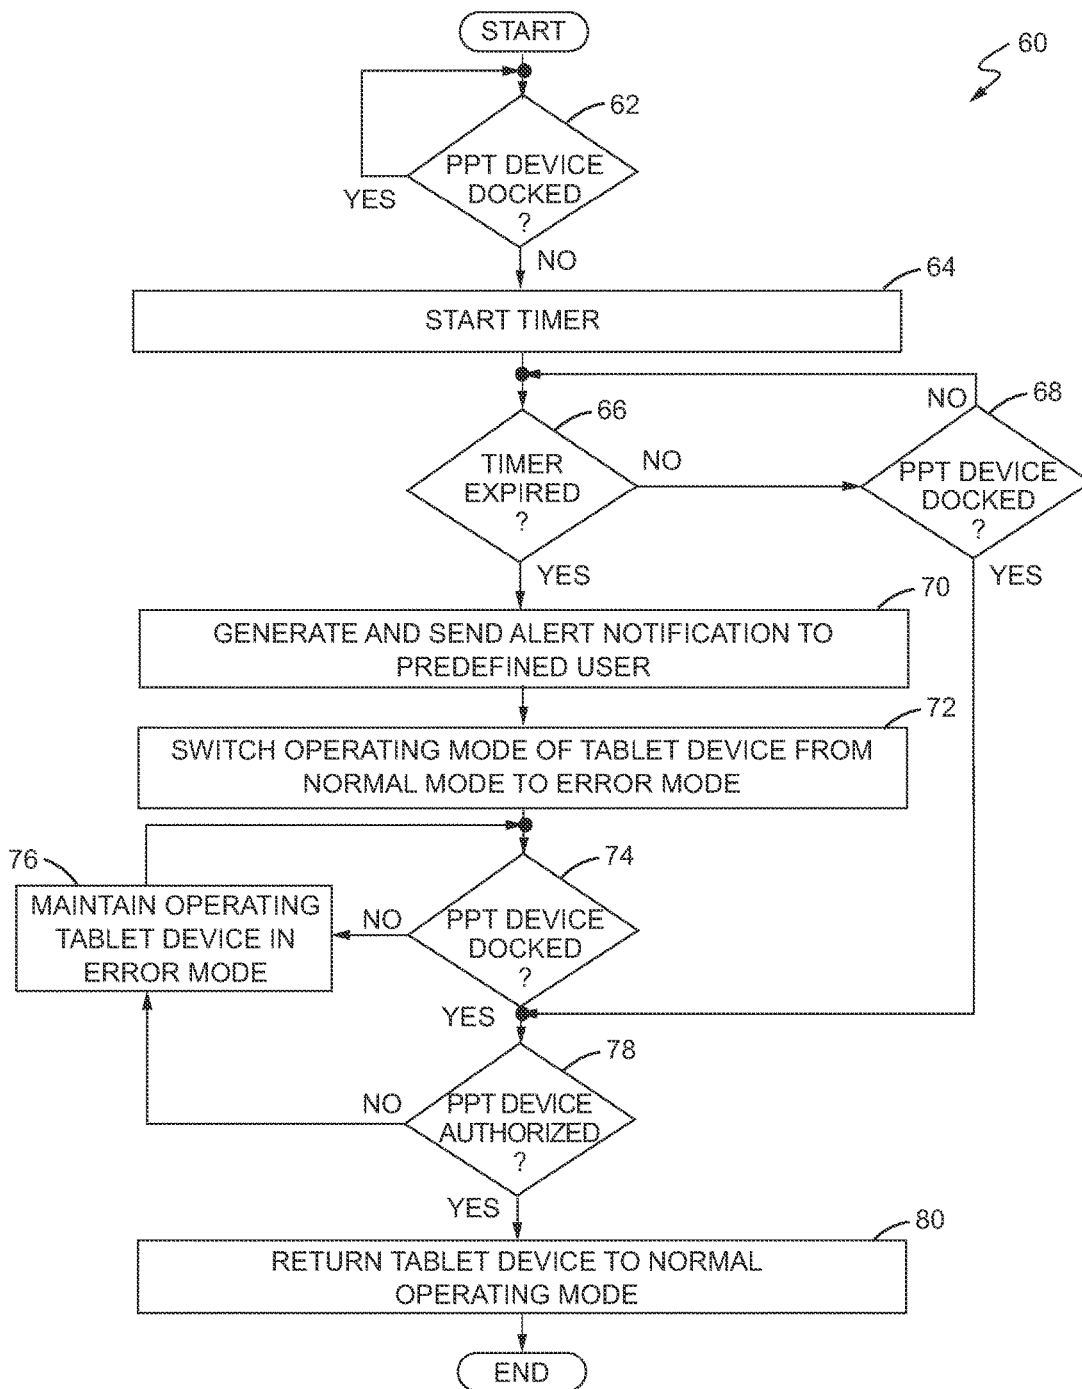 START
60
62
PPT DEVICE
DOCKED
?
YES
NO
64
START TIMER
66
NO
68
TIMER
EXPIRED
?
NO
PPT DEVICE
DOCKED
?
YES
YES
70
GENERATE AND SEND ALERT NOTIFICATION TO
PREDEFINED USER
72
SWITCH OPERATING MODE OF TABLET DEVICE FROM
NORMAL MODE TO ERROR MODE
74
76
MAINTAIN OPERATING
TABLET DEVICE IN
ERROR MODE
NO
PPT DEVICE
DOCKED
?
YES
78
NO
PPT DEVICE
AUTHORIZED
?
YES
80
RETURN TABLET DEVICE TO NORMAL
OPERATING MODE
END